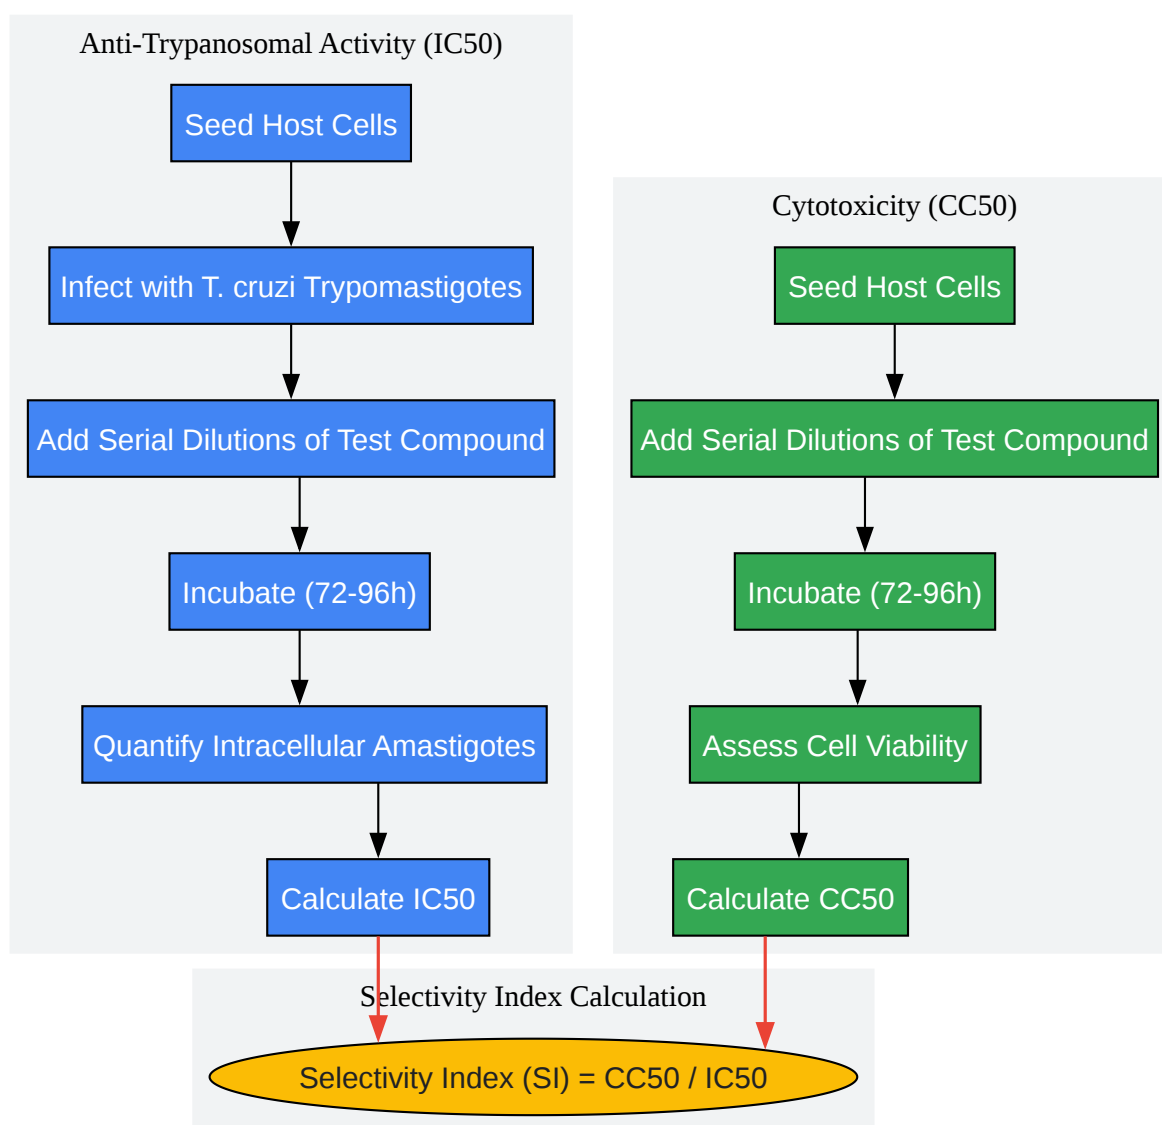 Anti-Trypanosomal Activity (IC50)
Seed Host Cells
Infect with T. cruzi Trypomastigotes
Add Serial Dilutions of Test Compound
Incubate (72-96h)
Quantify Intracellular Amastigotes
Calculate IC50
Cytotoxicity (CC50)
Seed Host Cells
Add Serial Dilutions of Test Compound
Incubate (72-96h)
Assess Cell Viability
Calculate CC50
Selectivity Index Calculation
Selectivity Index (SI) = CC50 / IC50